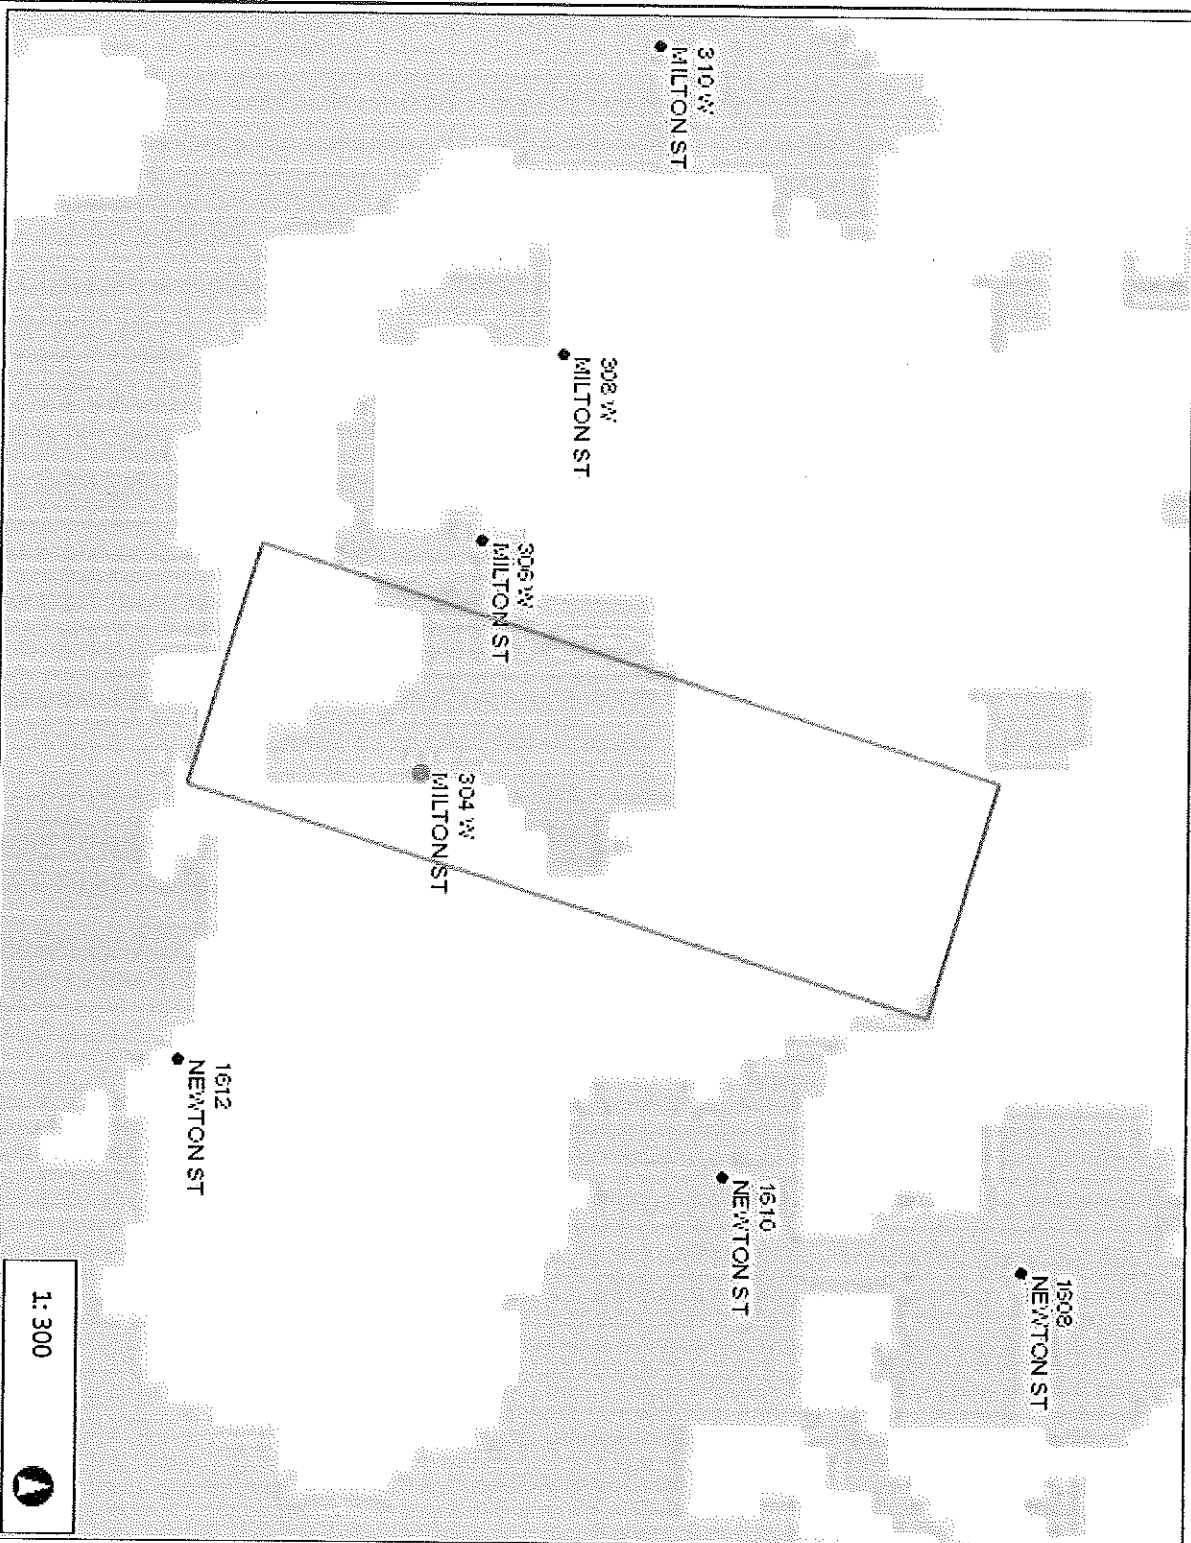 310 W
MILTON ST
308 W
MILTON ST
306 W
MILTON ST
304 W
MILTON ST
1608
NEWTON ST
1610
NEWTON ST
1612
NEWTON ST
1: 300